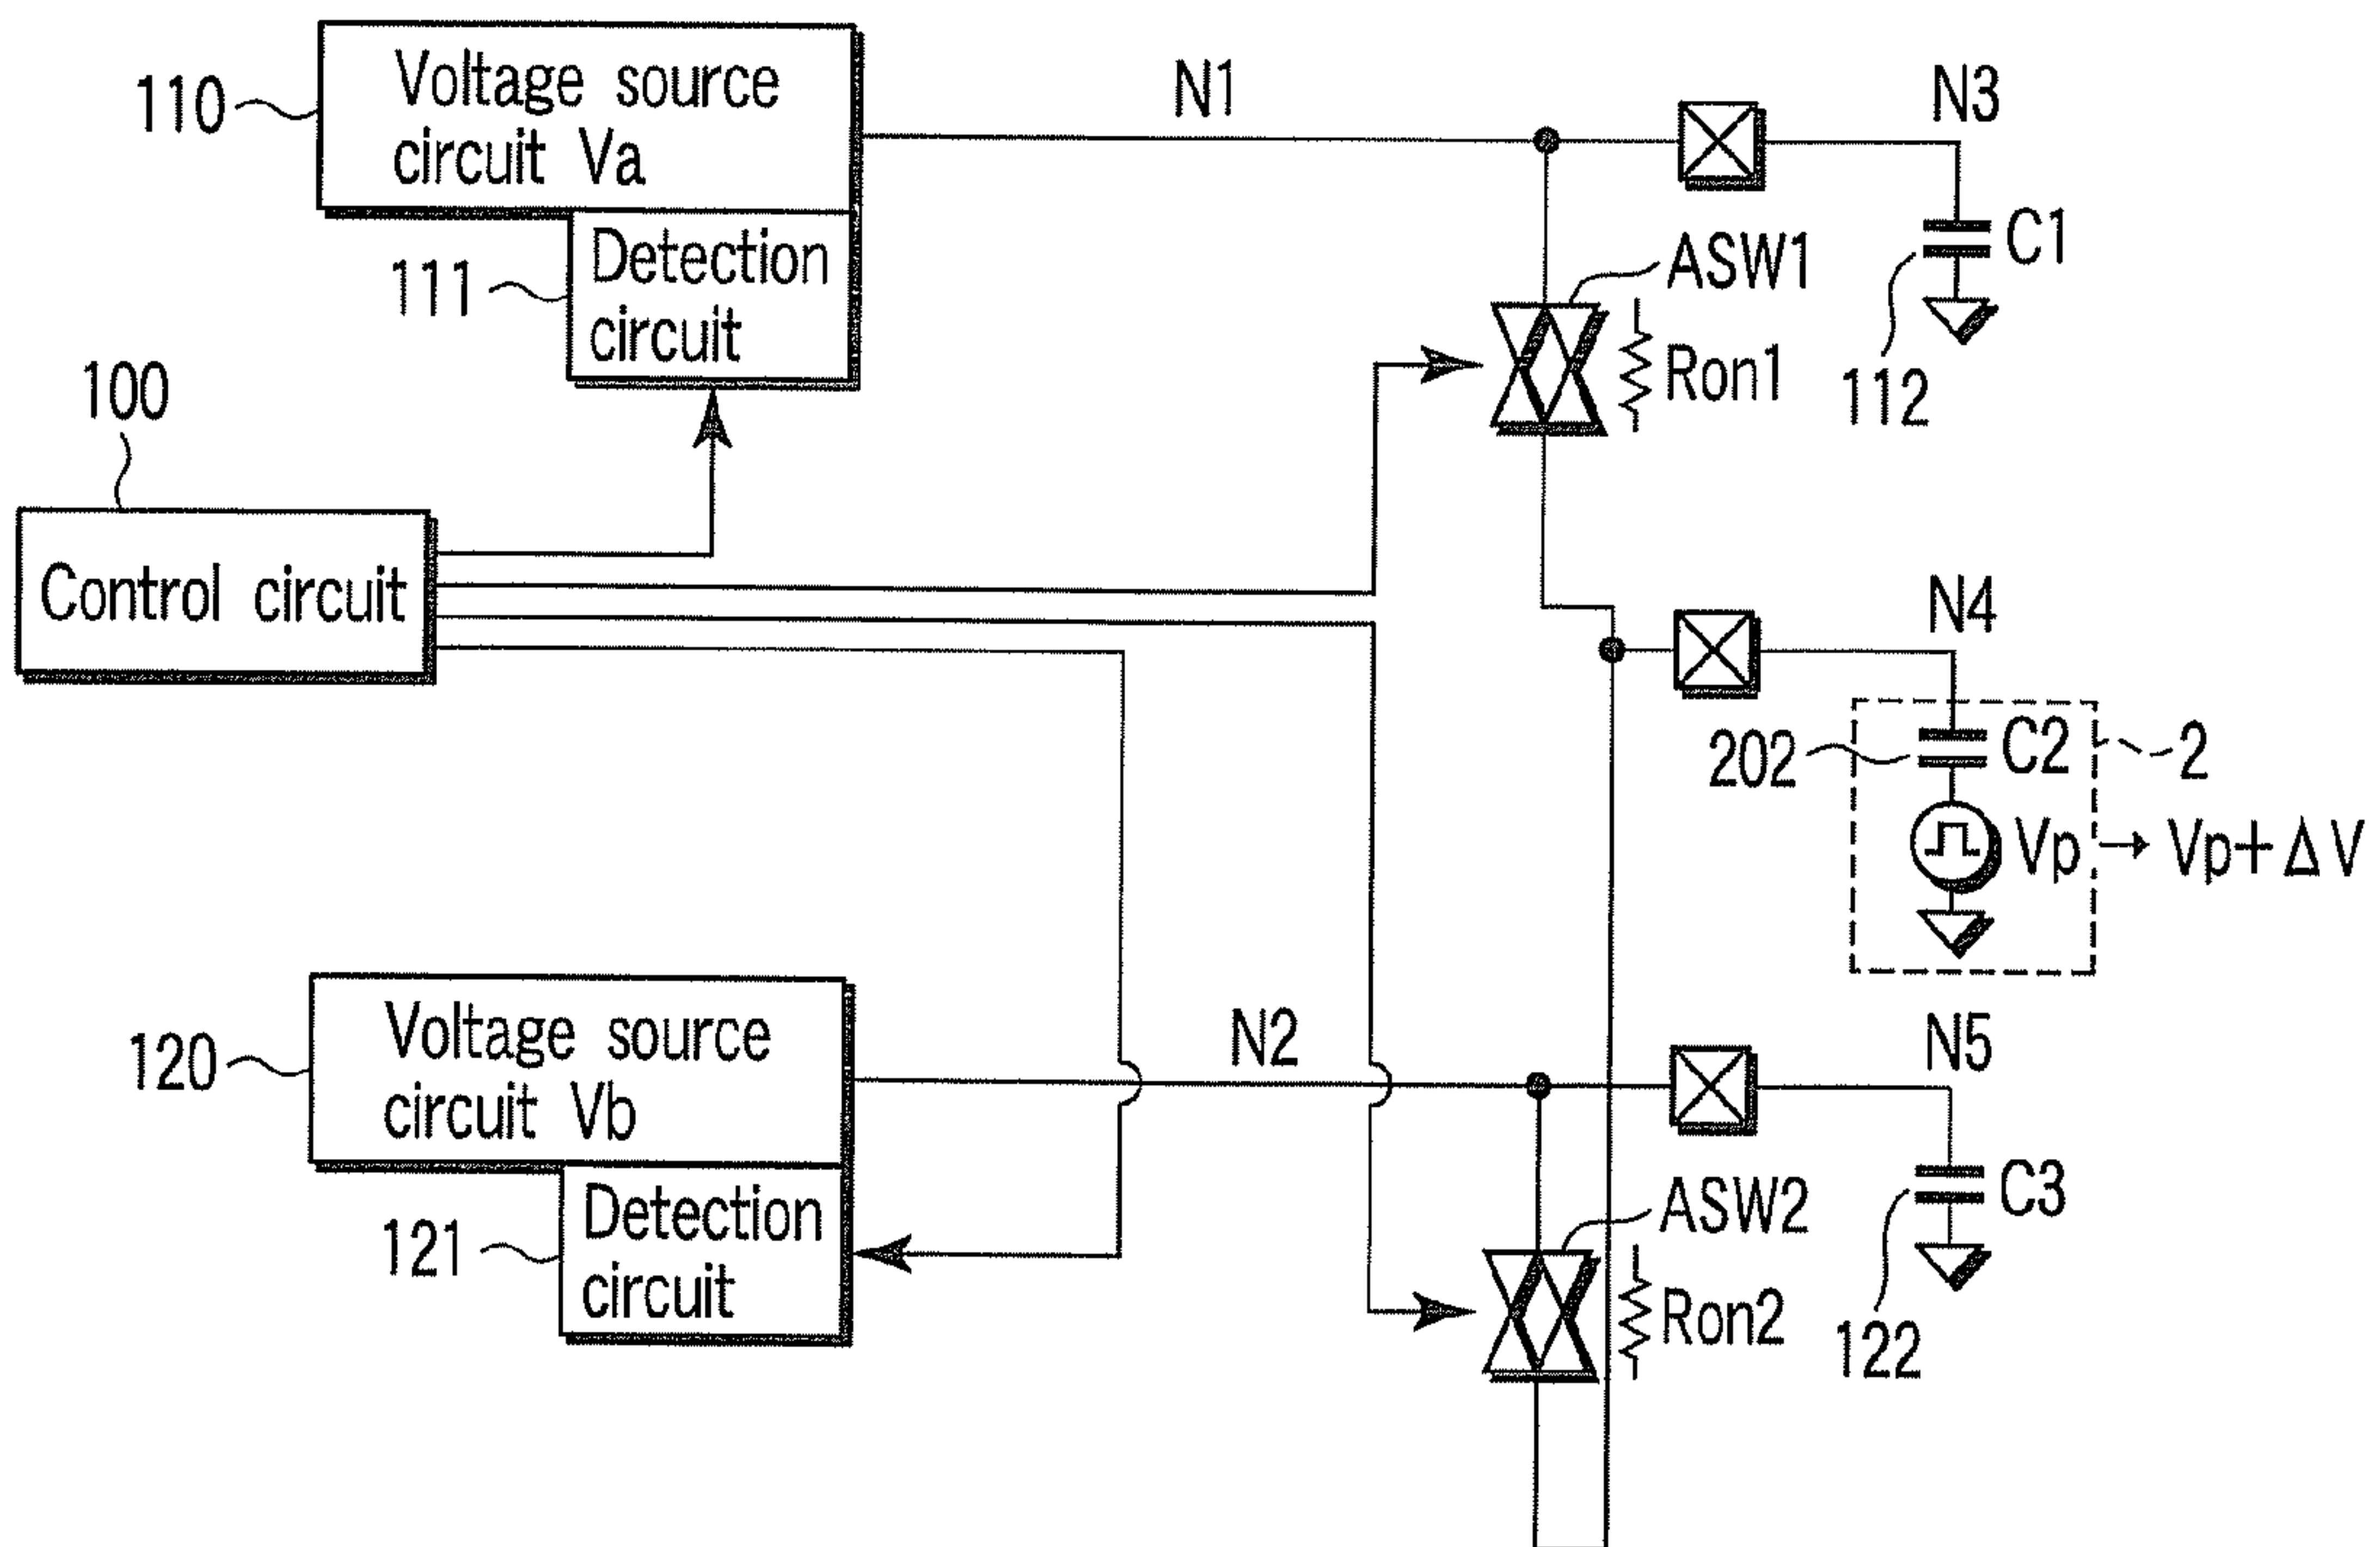 110
Voltage source
circuit Va
N1
N3
111
Detection
circuit
ASW1
Ron1
C1
112
100
Control circuit
N4
202
C2
2
Vp
Vp+ΔV
120
Voltage source
circuit Vb
N2
N5
121
Detection
circuit
ASW2
Ron2
C3
122